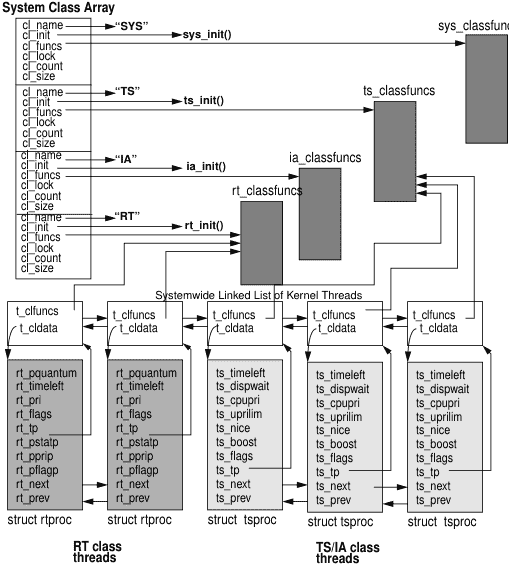 System Class Array
cl_name
"SYS"
cl_init
sys_init()
cl_funcs
cl_lock
cl_count
cl_size
sys_classfunc
cl_name
"TS"
cl_init
ts_init()
cl_funcs
cl_lock
cl_count
cl_size
ts_classfuncs
cl_name
"IA"
cl_init
ia_init()
cl_funcs
cl_lock
cl_count
cl_size
ia_classfuncs
cl_name
"RT"
cl_init
rt_init()
cl_funcs
cl_lock
cl_count
cl_size
rt_classfuncs
Systemwide Linked List of Kernel Threads
t_clfuncs
t_cldata
t_clfuncs
t_cldata
t_clfuncs
t_cldata
t_clfuncs
t_cldata
t_clfuncs
t_cldata
rt_pquantum
rt_timeleft
rt_pri
rt_flags
rt_tp
rt_pstatp
rt_pprip
rt_pflagp
rt_next
rt_prev
struct rtproc
rt_pquantum
rt_timeleft
rt_pri
rt_flags
rt_tp
rt_pstatp
rt_pprip
rt_pflagp
rt_next
rt_prev
struct rtproc
ts_timeleft
ts_dispwait
ts_cpupri
ts_uprilim
ts_nice
ts_boost
ts_flags
ts_tp
ts_next
ts_prev
struct tsproc
ts_timeleft
ts_dispwait
ts_cpupri
ts_uprilim
ts_nice
ts_boost
ts_flags
ts_tp
ts_next
ts_prev
struct tsproc
ts_timeleft
ts_dispwait
ts_cpupri
ts_uprilim
ts_nice
ts_boost
ts_flags
ts_tp
ts_next
ts_prev
struct tsproc
RT class
threads
TS/IA class
threads